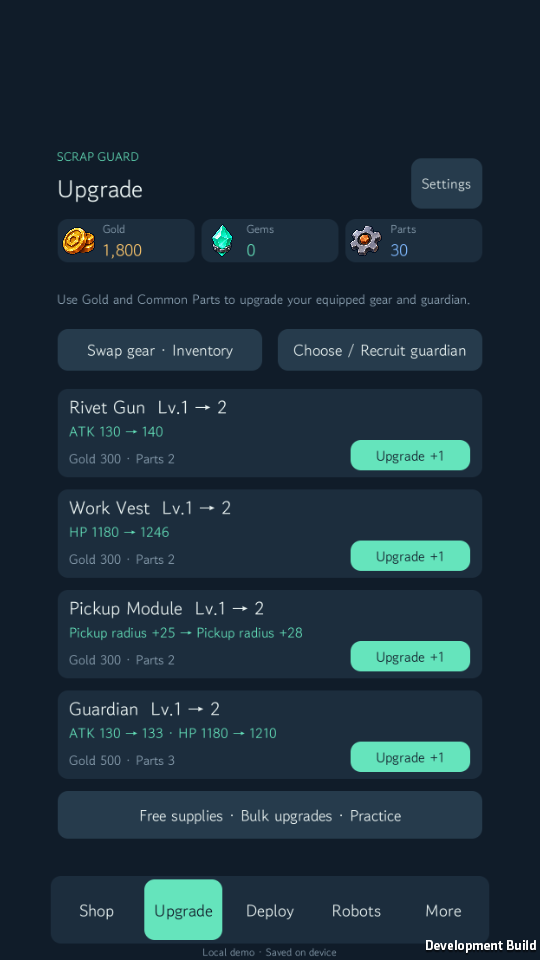 SCRAP GUARD
Upgrade
Settings
Gold
1,800
Gems
0
Parts
30
Use Gold and Common Parts to upgrade your equipped gear and guardian.
Swap gear · Inventory
Choose / Recruit guardian
Rivet Gun Lv.1 → 2
ATK 130 → 140
Gold 300 · Parts 2
Upgrade +1
Work Vest Lv.1 → 2
HP 1180 → 1246
Gold 300 · Parts 2
Upgrade +1
Pickup Module Lv.1 → 2
Pickup radius +25 → Pickup radius +28
Gold 300 · Parts 2
Upgrade +1
Guardian Lv.1 → 2
ATK 130 → 133 · HP 1180 → 1210
Gold 500 · Parts 3
Upgrade +1
Free supplies · Bulk upgrades · Practice
Shop
Upgrade
Deploy
Robots
More
Development Build
Local demo · Saved on device